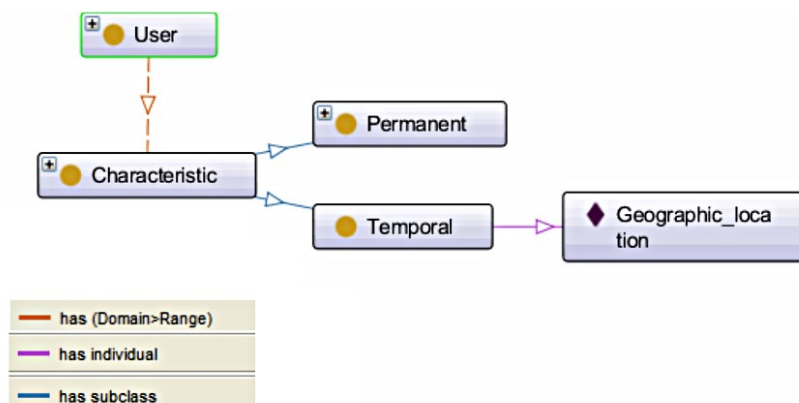 User
Permanent
Characteristic
Temporal
Geographic_loca
tion
has (Domain>Range)
has individual
has subclass